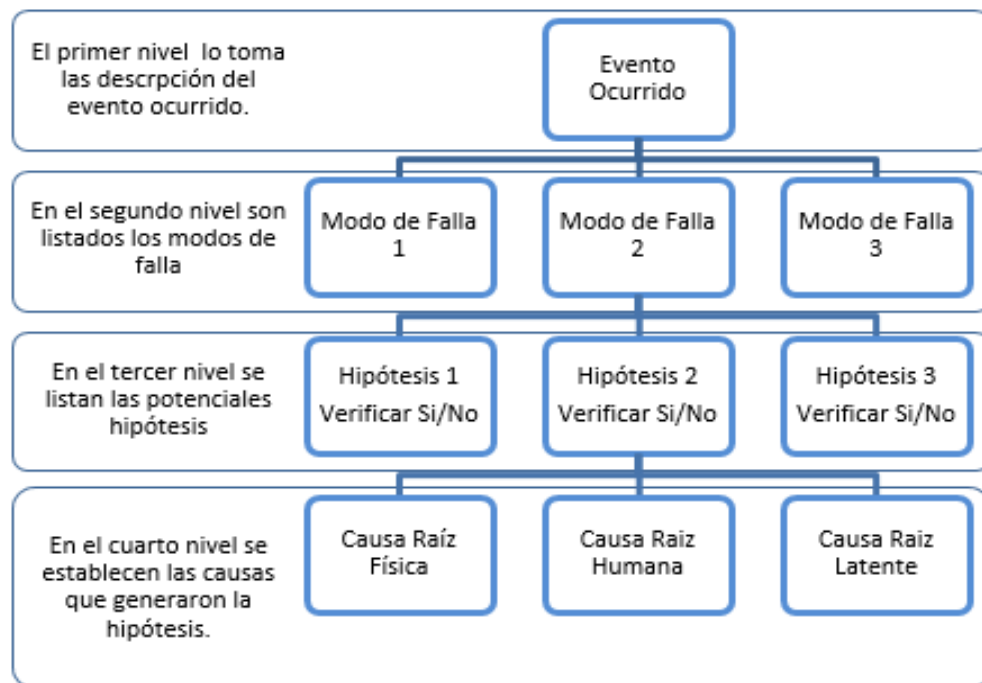 El primer nivel lo toma
las descrpción del
evento ocurrido.
Evento
Ocurrido
En el segundo nivel son
listados los modos de
falla
Modo de Falla
1
Modo de Falla
2
Modo de Falla
3
En el tercer nivel se
listan las potenciales
hipótesis
Hipótesis 1
Verificar Si/No
Hipótesis 2
Verificar Si/No
Hipótesis 3
Verificar Si/No
En el cuarto nivel se
establecen las causas
que generaron la
hipótesis.
Causa Raíz
Física
Causa Raiz
Humana
Causa Raiz
Latente